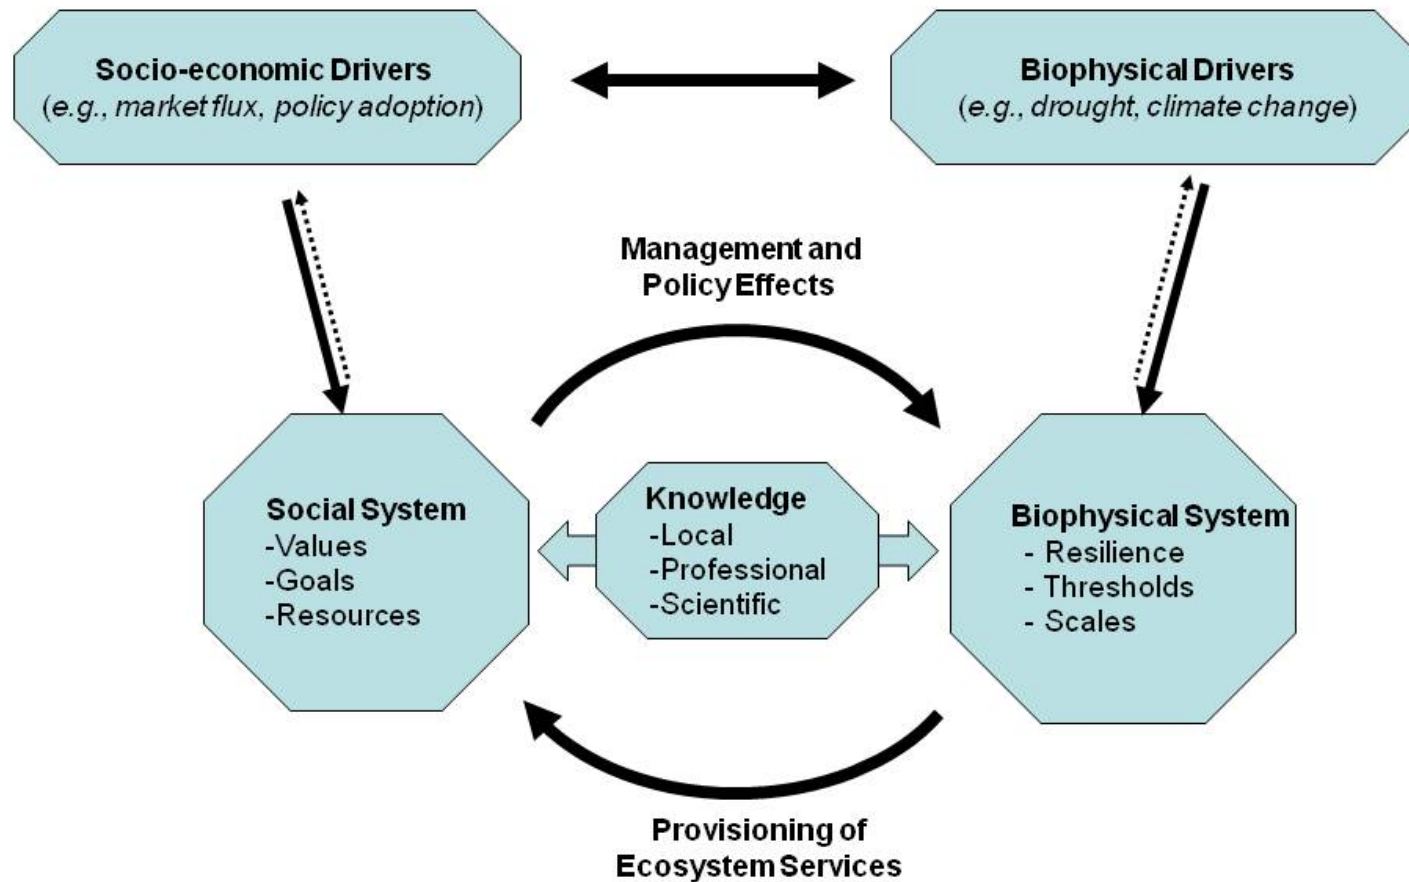 Socio-economic Drivers
(e.g., market flux, policy adoption)
Biophysical Drivers
(e.g., drought, climate change)
Management and
Policy Effects
Social System
-Values
-Goals
-Resources
Knowledge
-Local
-Professional
-Scientific
Biophysical System
- Resilience
- Thresholds
- Scales
Provisioning of
Ecosystem Services